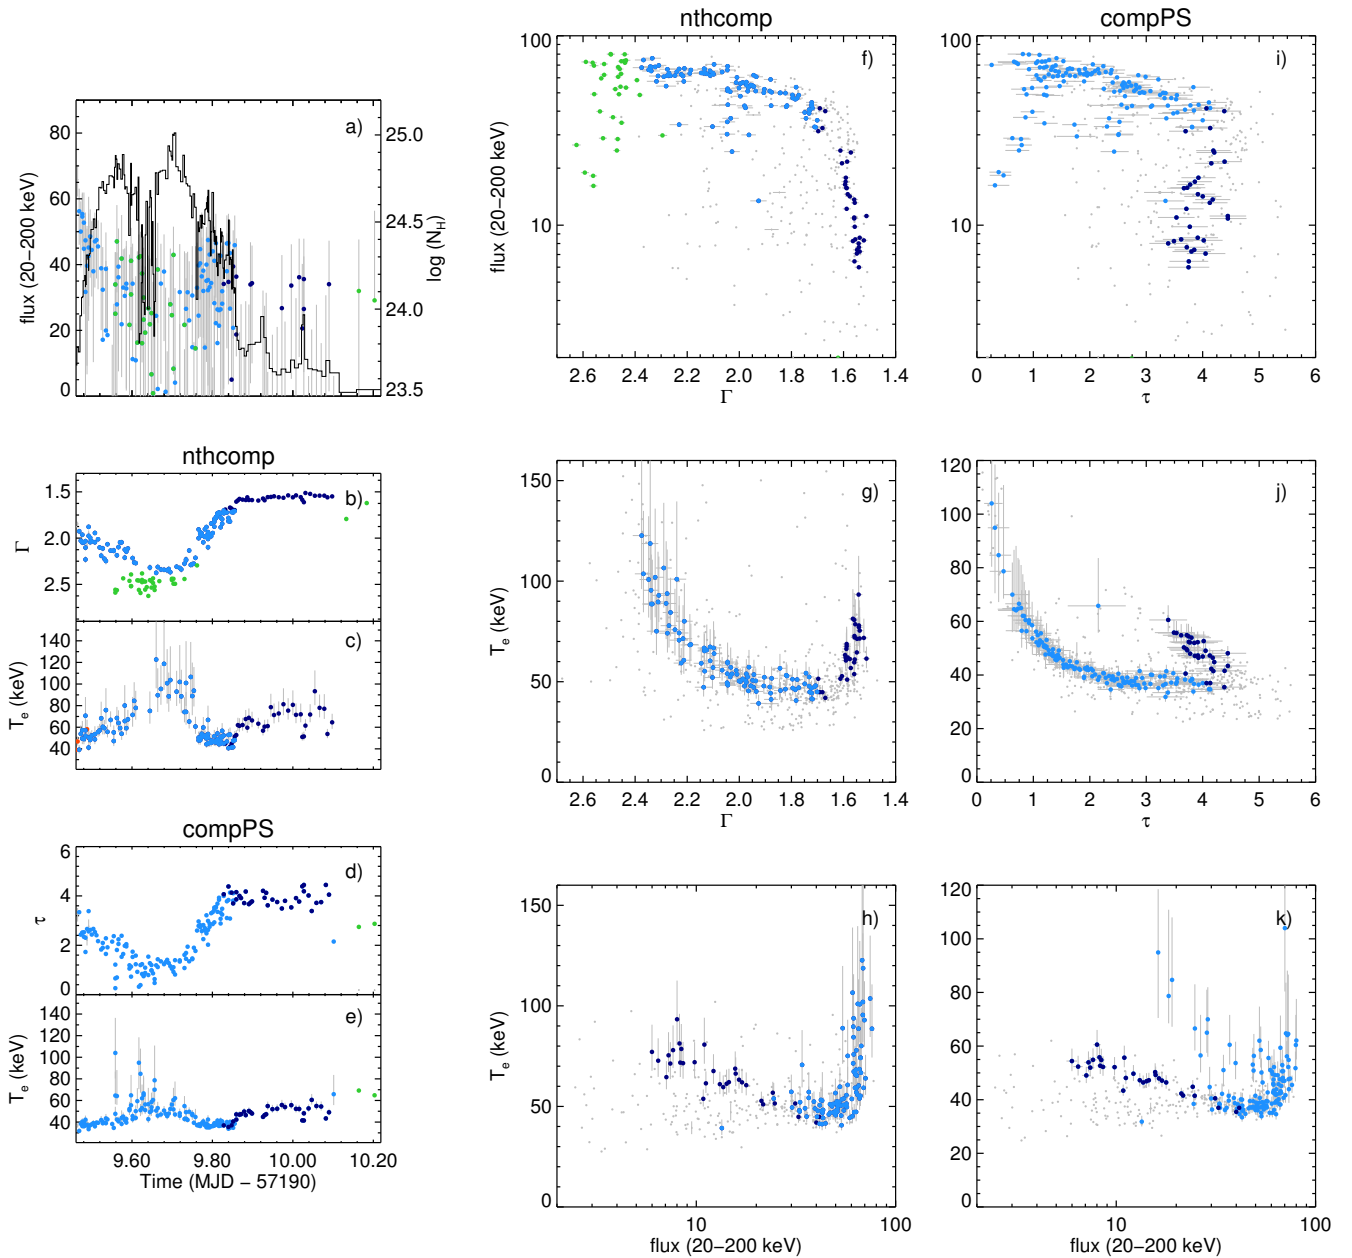 nthcomp
compPS
100
10
flux (20−200 keV)
f)
2.6 2.4 2.2 2.0 1.8 1.6 1.4
Γ
i)
100
10
0 1 2 3 4 5 6
τ
a)
80
60
40
20
0
flux (20−200 keV)
25.0
24.5
24.0
23.5
log (N_H)
nthcomp
b)
1.5
2.0
2.5
Γ
c)
140
120
100
80
60
40
T_e (keV)
compPS
d)
6
4
2
0
τ
e)
140
120
100
80
60
40
T_e (keV)
9.60 9.80 10.00 10.20
Time (MJD − 57190)
g)
150
100
50
0
T_e (keV)
2.6 2.4 2.2 2.0 1.8 1.6 1.4
Γ
j)
120
100
80
60
40
20
0
0 1 2 3 4 5 6
τ
h)
150
100
50
0
T_e (keV)
10 100
flux (20−200 keV)
k)
120
100
80
60
40
20
0
10 100
flux (20−200 keV)